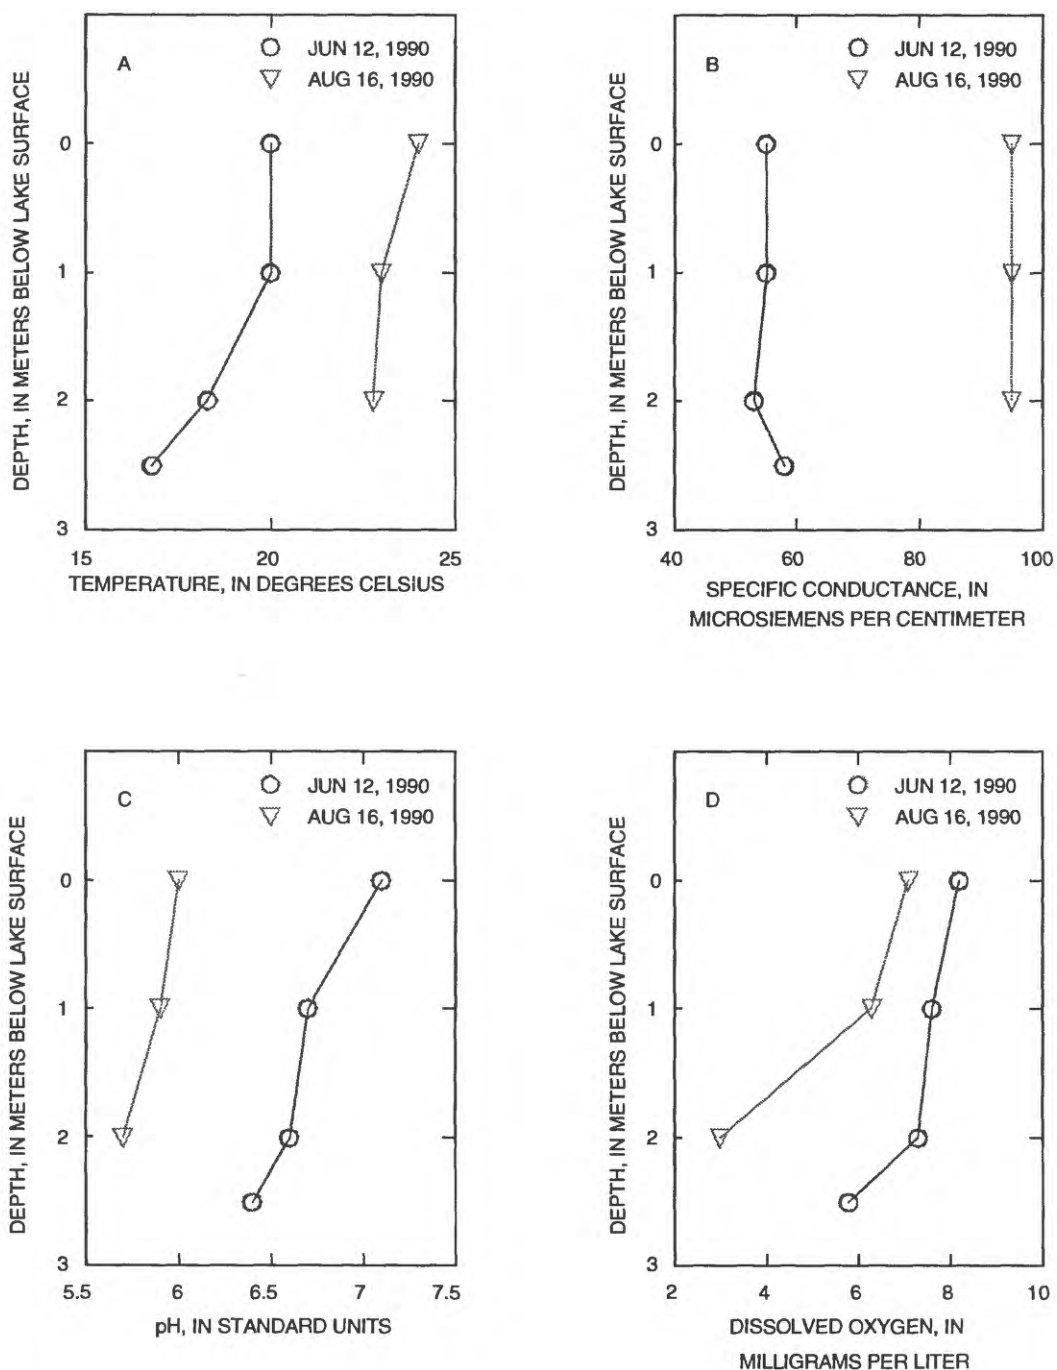 A
JUN 12, 1990
AUG 16, 1990
DEPTH, IN METERS BELOW LAKE SURFACE
0
1
2
3
15
20
25
TEMPERATURE, IN DEGREES CELSIUS
B
JUN 12, 1990
AUG 16, 1990
DEPTH, IN METERS BELOW LAKE SURFACE
0
1
2
3
40
60
80
100
SPECIFIC CONDUCTANCE, IN
MICROSIEMENS PER CENTIMETER
C
JUN 12, 1990
AUG 16, 1990
DEPTH, IN METERS BELOW LAKE SURFACE
0
1
2
3
5.5
6
6.5
7
7.5
pH, IN STANDARD UNITS
D
JUN 12, 1990
AUG 16, 1990
DEPTH, IN METERS BELOW LAKE SURFACE
0
1
2
3
2
4
6
8
10
DISSOLVED OXYGEN, IN
MILLIGRAMS PER LITER